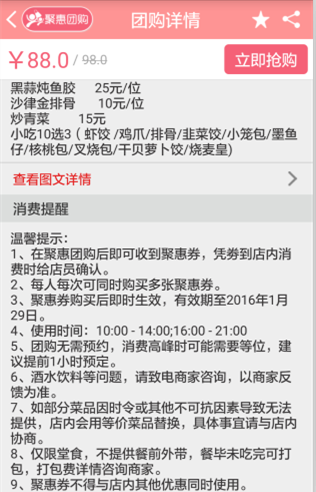 聚惠团购
团购详情
¥88.0 / 98.0
立即抢购
黑蒜炖鱼胶 25元/位
沙律金排骨 10元/位
炒青菜 15元
小吃10选3（虾饺 /鸡爪/排骨/韭菜饺/小笼包/墨鱼
仔/核桃包/叉烧包/干贝萝卜饺/烧麦皇)
查看图文详情
消费提醒
温馨提示：
1、在聚惠团购后即可收到聚惠券，凭劵到店内消
费时给店员确认。
2、每人每次可同时购买多张聚惠券。
3、聚惠券购买后即时生效，有效期至2016年1月
29日。
4、使用时间：10:00 - 14:00;16:00 - 21:00
5、团购无需预约，消费高峰时可能需要等位，建
议提前1小时预定。
6、酒水饮料等问题，请致电商家咨询，以商家反
馈为准。
7、如部分菜品因时令或其他不可抗因素导致无法
提供，店内会用等价菜品替换，具体事宜请与店内
协商。
8、仅限堂食，不提供餐前外带，餐毕未吃完可打
包，打包费详情咨询商家。
9、聚惠券不得与店内其他优惠同时使用。